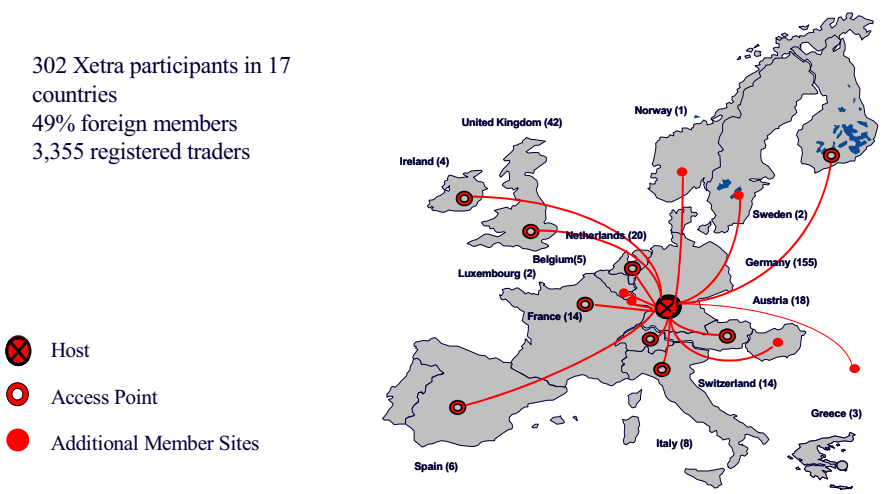 302 Xetra participants in 17
countries
49% foreign members
3,355 registered traders
Norway (1)
United Kingdom (42)
Ireland (4)
Sweden (2)
Netherlands (20)
Belgium(5)
Germany (155)
Luxembourg (2)
Austria (18)
France (14)
Host
Access Point
Switzerland (14)
Greece (3)
Additional Member Sites
Italy (8)
Spain (6)